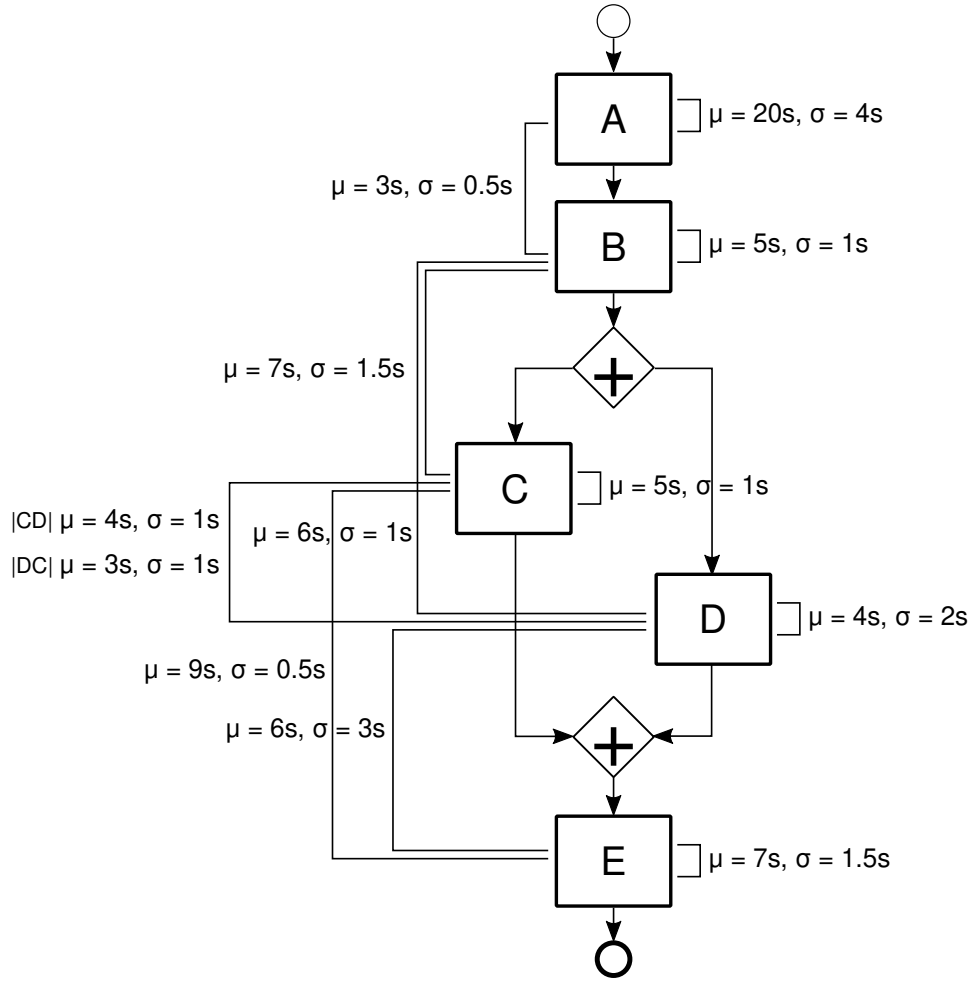 A
μ = 20s, σ = 4s
μ = 3s, σ = 0.5s
B
μ = 5s, σ = 1s
μ = 7s, σ = 1.5s
C
μ = 5s, σ = 1s
|CD| μ = 4s, σ = 1s
μ = 6s, σ = 1s
|DC| μ = 3s, σ = 1s
D
μ = 4s, σ = 2s
μ = 9s, σ = 0.5s
μ = 6s, σ = 3s
E
μ = 7s, σ = 1.5s